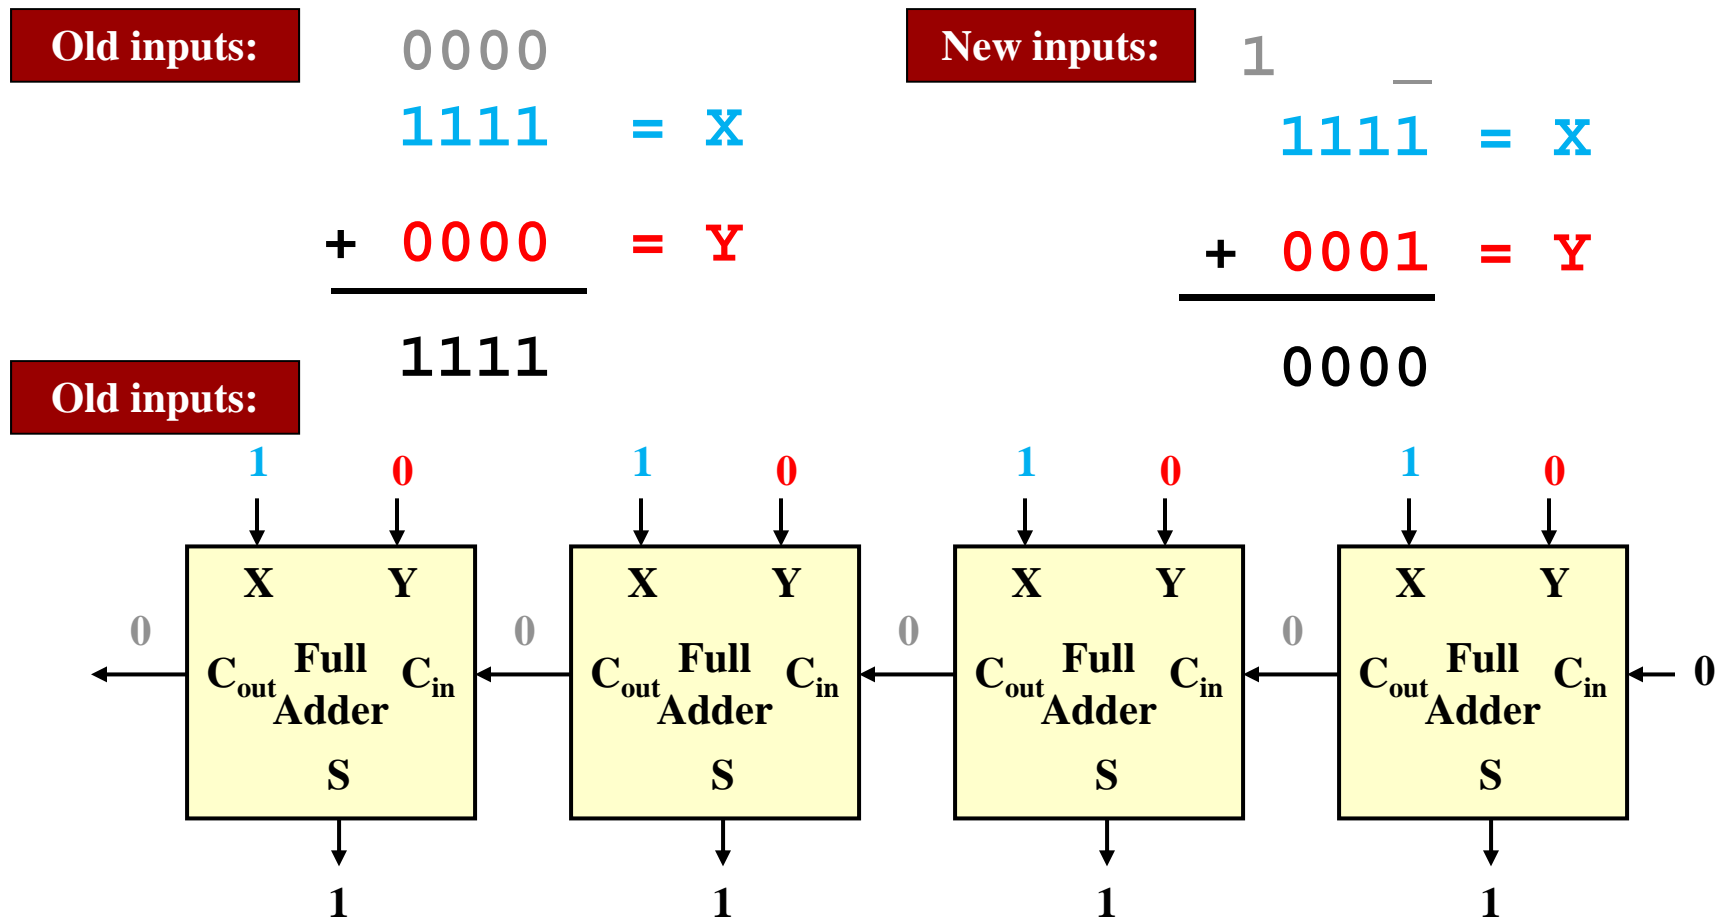 Old inputs:
0000
1111 = X
+ 0000 = Y
1111
New inputs:
1 _
1111 = X
+ 0001 = Y
0000
Old inputs:
1 0 1 0 1 0 1 0
X Y X Y X Y X Y
0 0 0 0
Cout Full Adder Cin Cout Full Adder Cin Cout Full Adder Cin Cout Full Adder Cin 0
S S S S
1 1 1 1